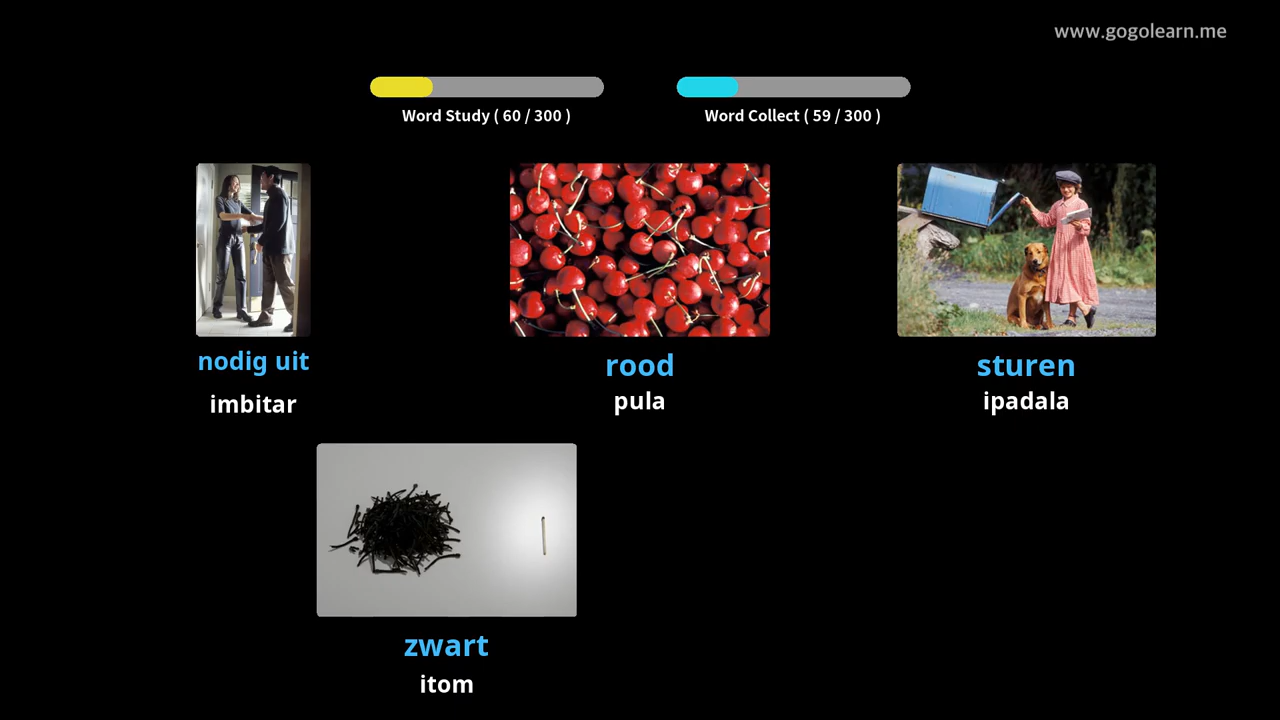 www.gogolearn.me
Word Study ( 60 / 300 )
Word Collect ( 59 / 300 )
nodig uit
imbitar
rood
pula
sturen
ipadala
zwart
itom